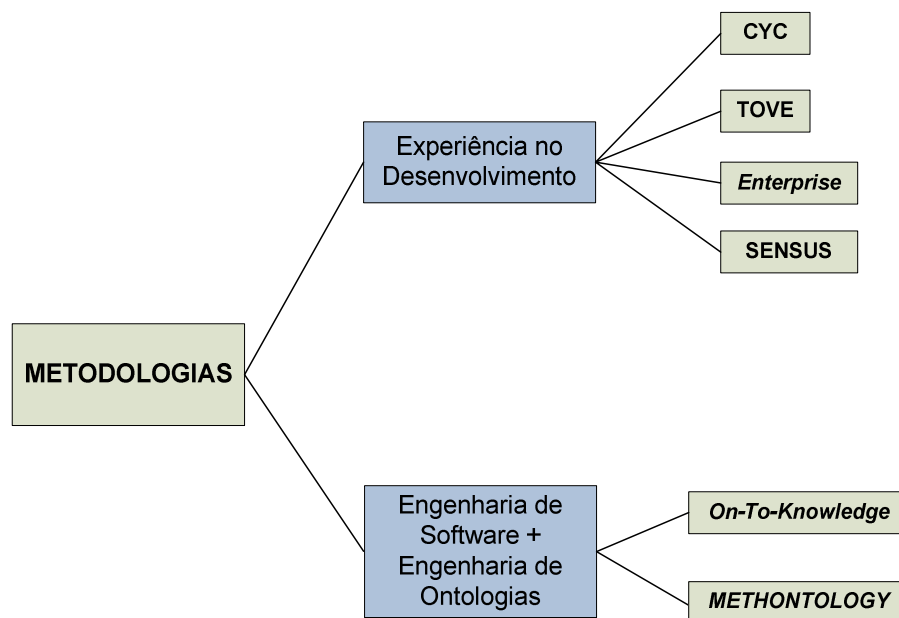 METODOLOGIAS
Experiência no
Desenvolvimento
CYC
TOVE
Enterprise
SENSUS
Engenharia de
Software +
Engenharia de
Ontologias
On-To-Knowledge
METHONTOLOGY